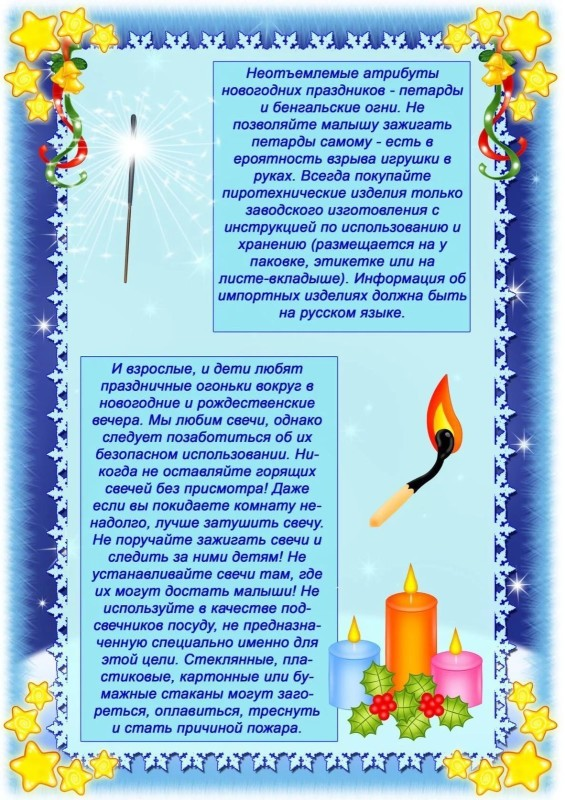 Неотъемлемые атрибуты
новогодних праздников - петарды
и бенгальские огни. Не
позволяйте малышу зажигать
петарды самому - есть в
ероятность взрыва игрушки в
руках. Всегда покупайте
пиротехнические изделия только
заводского изготовления с
инструкцией по использованию и
хранению (размещается на у
паковке, этикетке или на
листе-вкладыше). Информация об
импортных изделиях должна быть
на русском языке.
И взрослые, и дети любят
праздничные огоньки вокруг в
новогодние и рождественские
вечера. Мы любим свечи, однако
следует позаботиться об их
безопасном использовании. Ни-
когда не оставляйте горящих
свечей без присмотра! Даже
если вы покидаете комнату не-
надолго, лучше затушить свечу.
Не поручайте зажигать свечи и
следить за ними детям! Не
устанавливайте свечи там, где
их могут достать малыши! Не
используйте в качестве под-
свечников посуду, не предназна-
ченную специально именно для
этой цели. Стеклянные, пла-
стиковые, картонные или бу-
мажные стаканы могут заго-
реться, оплавиться, треснуть
и стать причиной пожара.